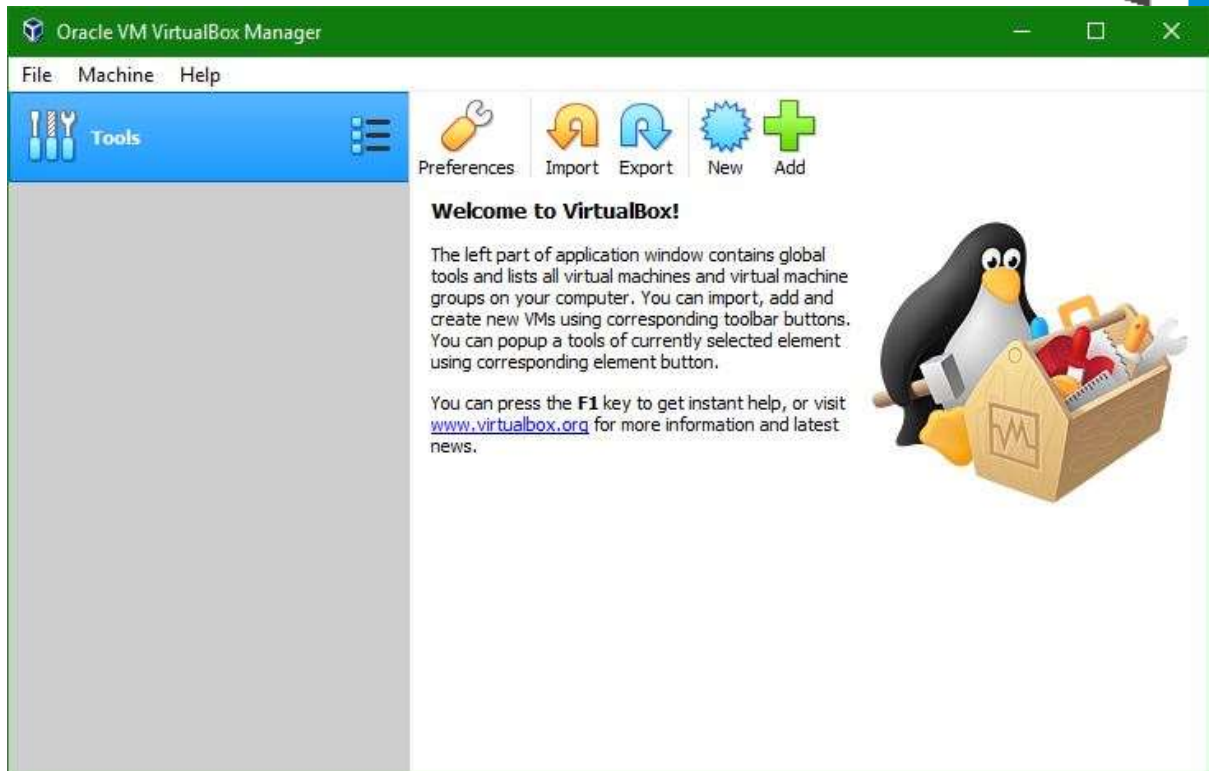 Oracle VM VirtualBox Manager
File Machine Help
Tools
Preferences Import Export New Add
Welcome to VirtualBox!
The left part of application window contains global
tools and lists all virtual machines and virtual machine
groups on your computer. You can import, add and
create new VMs using corresponding toolbar buttons.
You can popup a tools of currently selected element
using corresponding element button.
You can press the F1 key to get instant help, or visit
www.virtualbox.org for more information and latest
news.